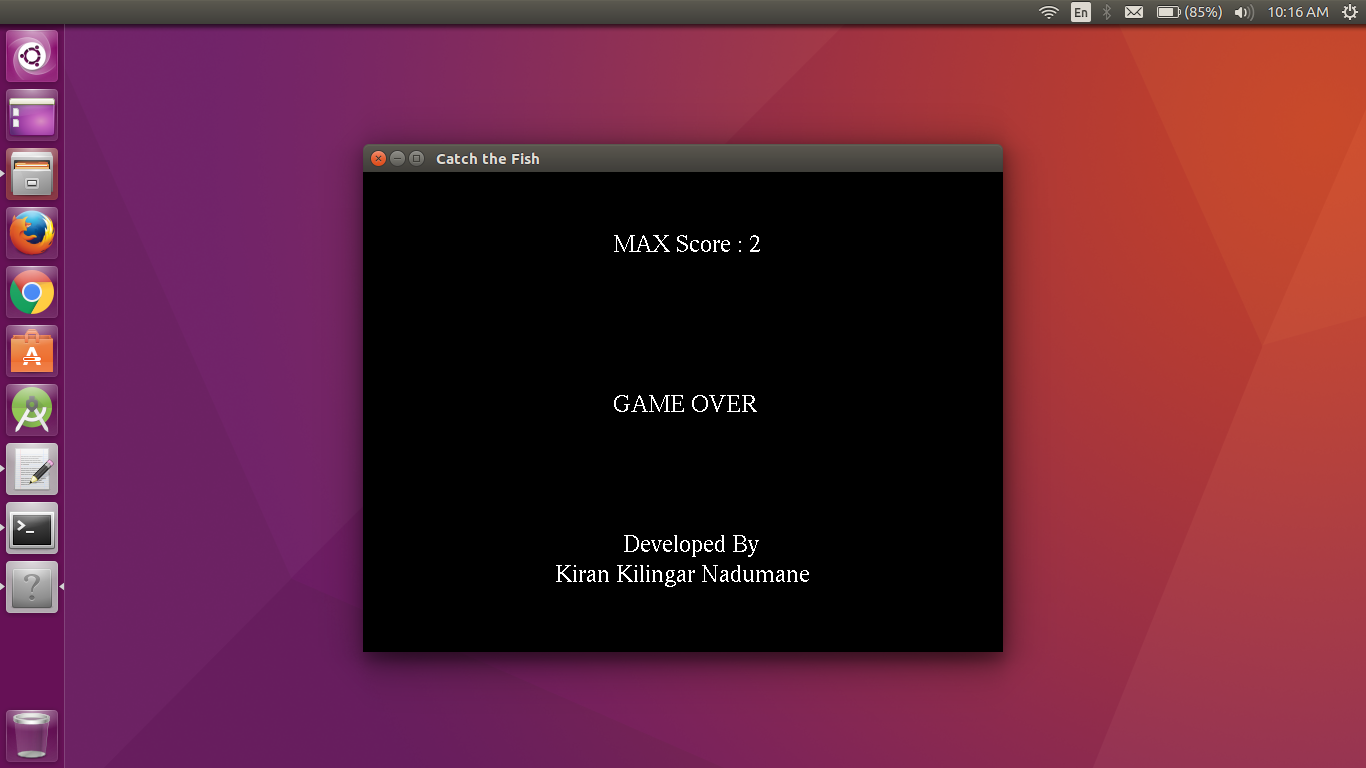 En
(85%)
10:16 AM
Catch the Fish
MAX Score : 2
GAME OVER
Developed By
Kiran Kilingar Nadumane